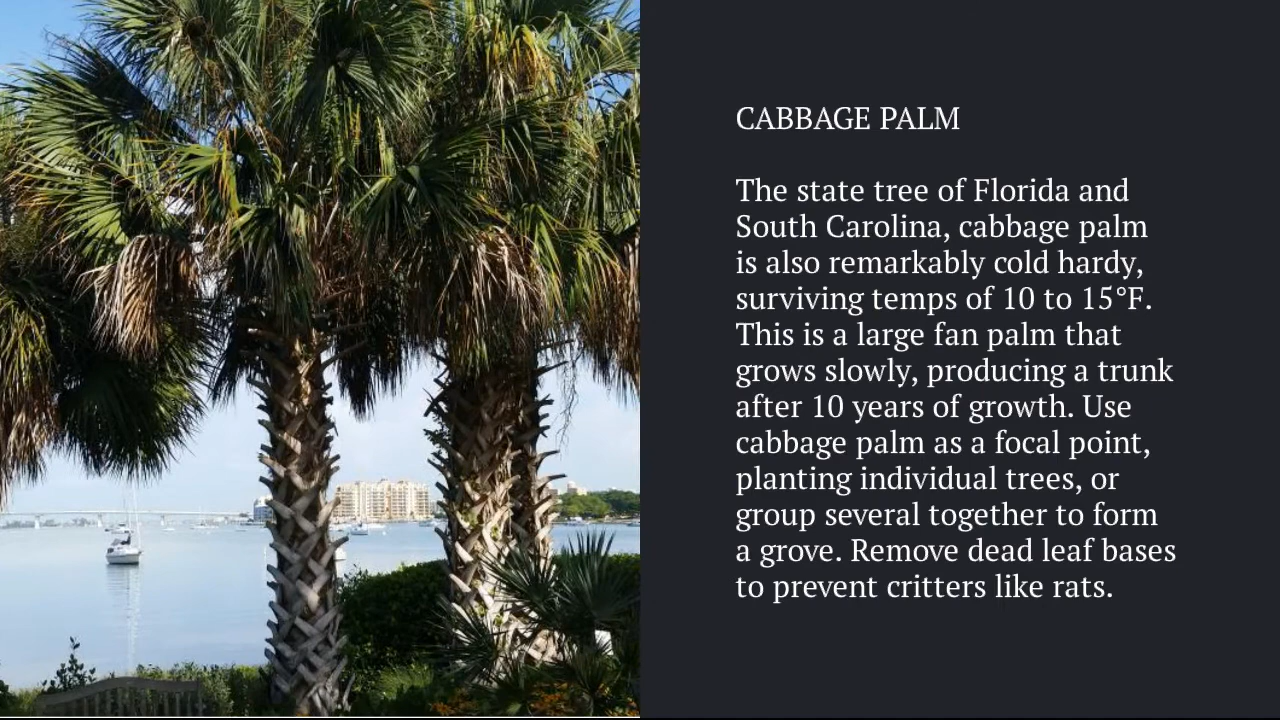 CABBAGE PALM
The state tree of Florida and
South Carolina, cabbage palm
is also remarkably cold hardy,
surviving temps of 10 to 15°F.
This is a large fan palm that
grows slowly, producing a trunk
after 10 years of growth. Use
cabbage palm as a focal point,
planting individual trees, or
group several together to form
a grove. Remove dead leaf bases
to prevent critters like rats.